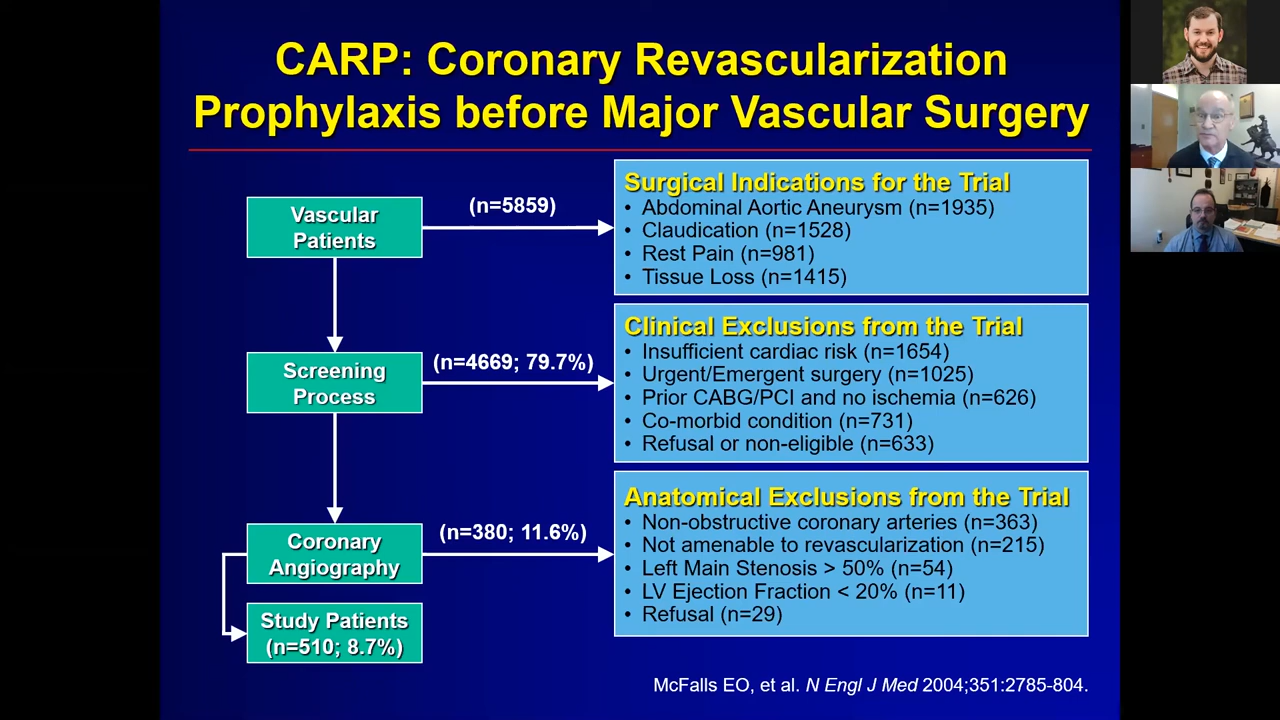 CARP: Coronary Revascularization
Prophylaxis before Major Vascular Surgery
Vascular
Patients
(n=5859)
Surgical Indications for the Trial
• Abdominal Aortic Aneurysm (n=1935)
• Claudication (n=1528)
• Rest Pain (n=981)
• Tissue Loss (n=1415)
Screening
Process
(n=4669; 79.7%)
Clinical Exclusions from the Trial
• Insufficient cardiac risk (n=1654)
• Urgent/Emergent surgery (n=1025)
• Prior CABG/PCI and no ischemia (n=626)
• Co-morbid condition (n=731)
• Refusal or non-eligible (n=633)
Coronary
Angiography
(n=380; 11.6%)
Anatomical Exclusions from the Trial
• Non-obstructive coronary arteries (n=363)
• Not amenable to revascularization (n=215)
• Left Main Stenosis > 50% (n=54)
• LV Ejection Fraction < 20% (n=11)
• Refusal (n=29)
Study Patients
(n=510; 8.7%)
McFalls EO, et al. N Engl J Med 2004;351:2785-804.